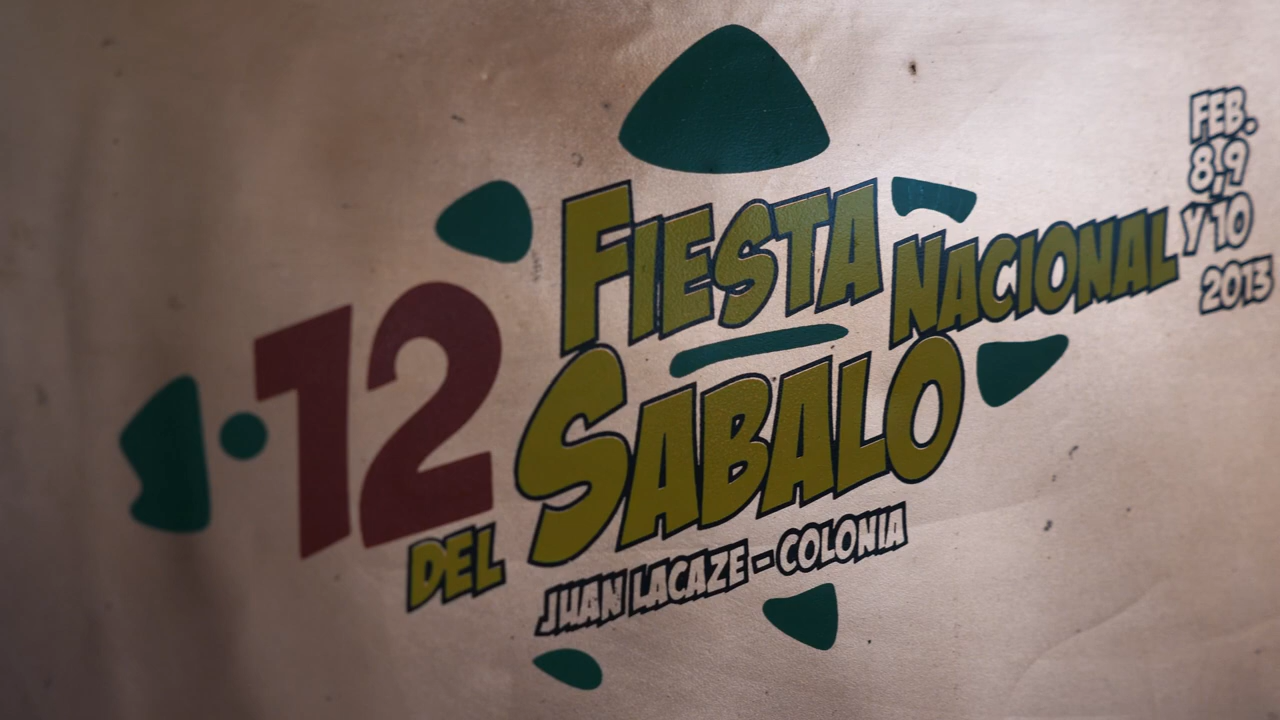 12
FIESTA NACIONAL
DEL SABALO
JUAN LACAZE - COLONIA
FEB.
8,9
Y 10
2013